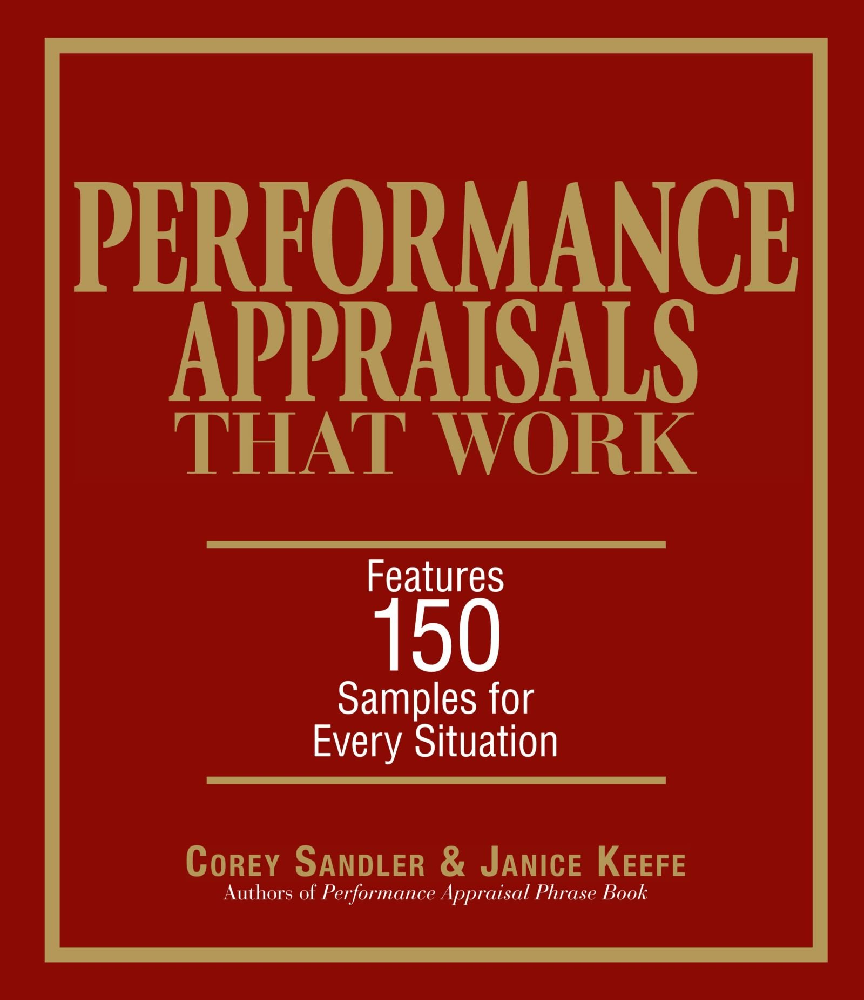 PERFORMANCE
APPRAISALS
THAT WORK
Features
150
Samples for
Every Situation
COREY SANDLER & JANICE KEEFE
Authors of Performance Appraisal Phrase Book